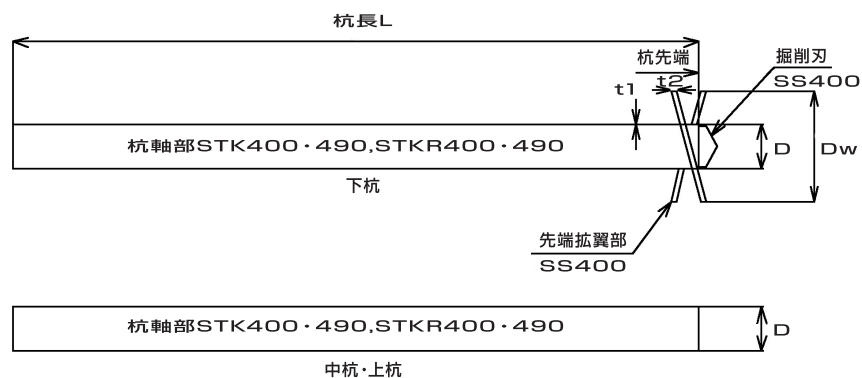 杭長L
杭先端
掘削刃
SS400
t2
t1
杭軸部STK400・490,STKR400・490
D
Dw
下杭
先端拡翼部
SS400
杭軸部STK400・490,STKR400・490
D
中杭・上杭